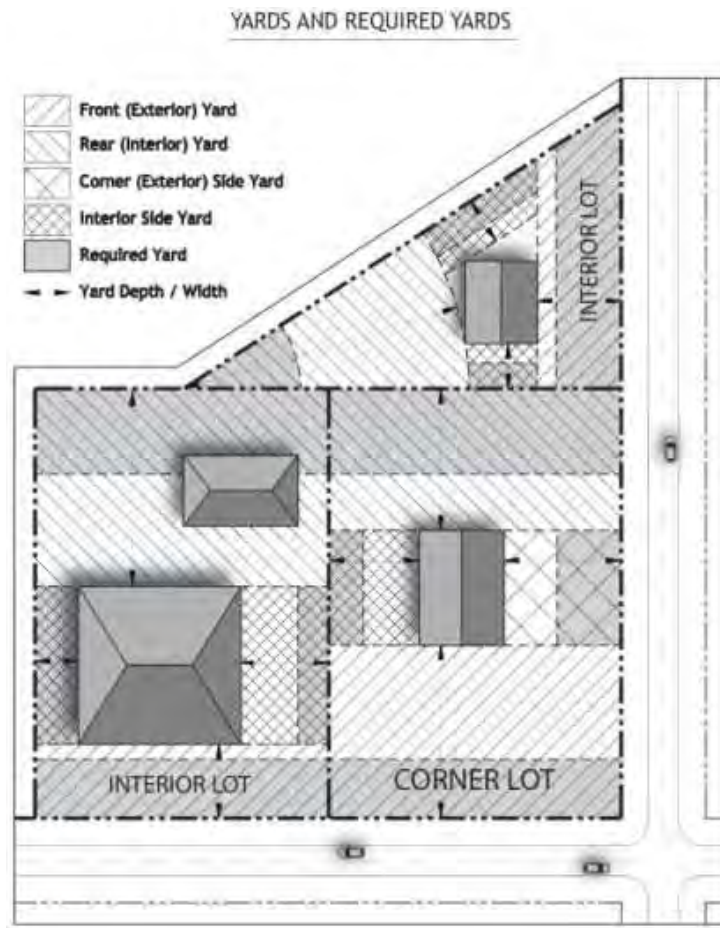 YARDS AND REQUIRED YARDS
Front (Exterior) Yard
Rear (Interior) Yard
Corner (Exterior) Side Yard
Interior Side Yard
Required Yard
Yard Depth / Width
INTERIOR LOT
INTERIOR LOT
CORNER LOT